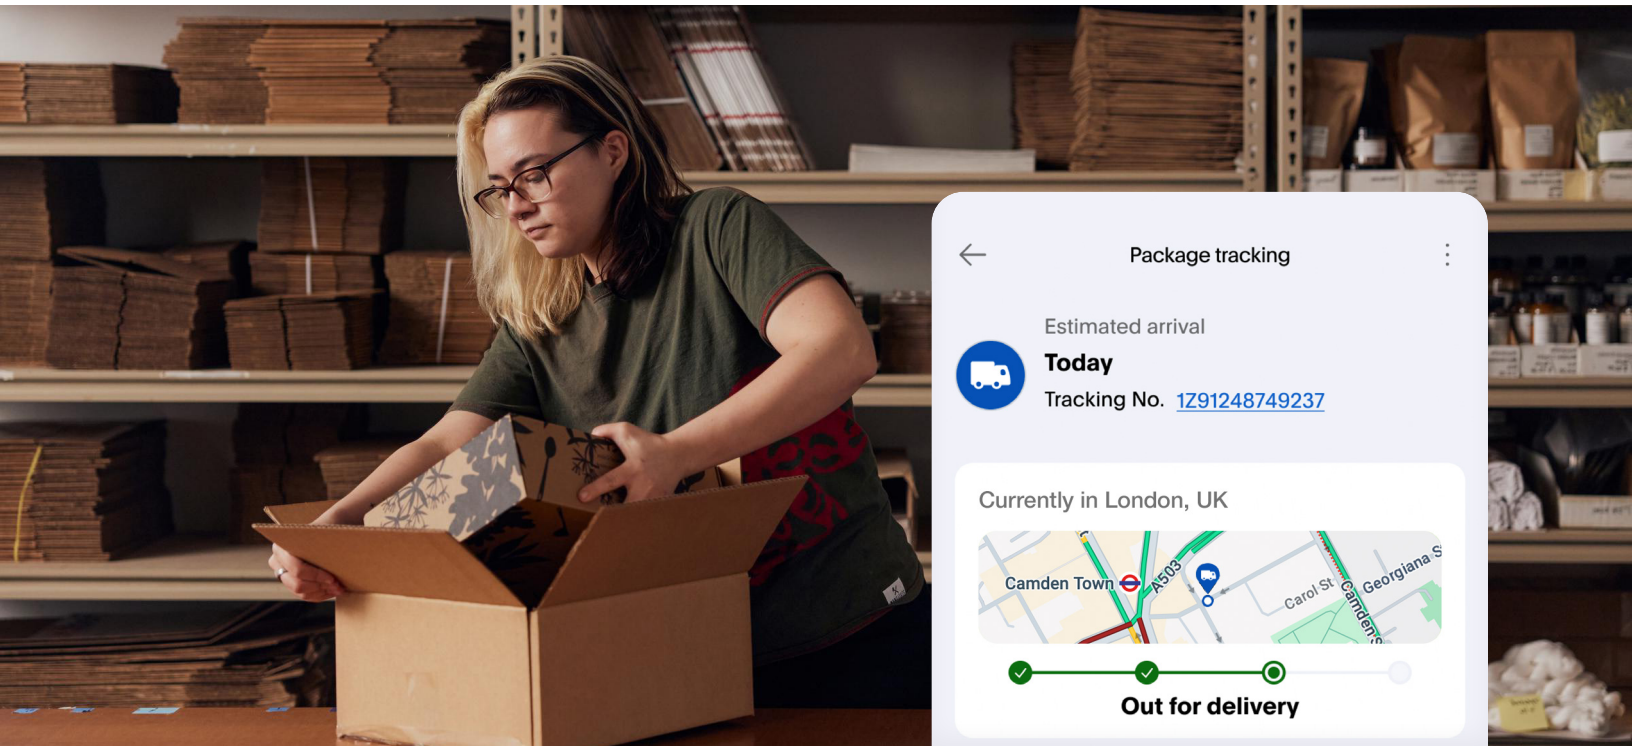 Package tracking
Estimated arrival
Today
Tracking No. 1Z91248749237
Currently in London, UK
Camden Town
A503
Carol St
Georgiana S
Camden S
Out for delivery